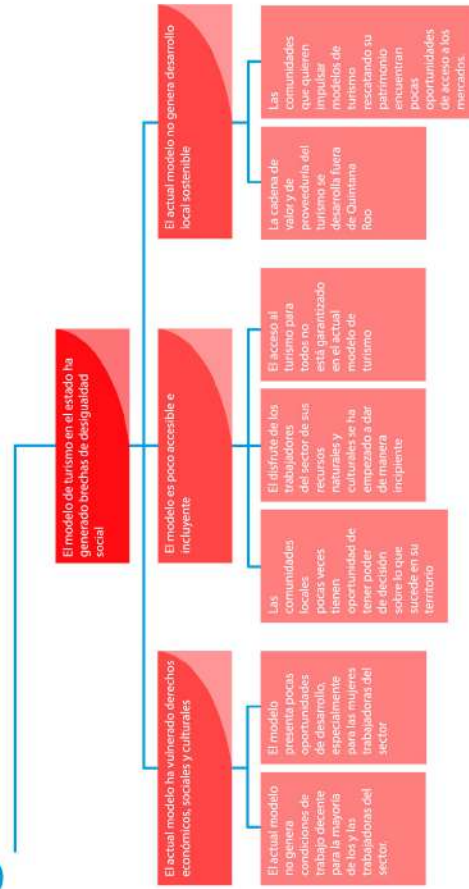 El modelo de turismo en el estado ha
generado brechas de desigualdad
social
El actual modelo ha vulnerado derechos
económicos, sociales y culturales
El actual modelo
no genera
condiciones de
trabajo decente
para la mayoría
de los y las
trabajadoras del
sector.
El modelo
presenta pocas
oportunidades
de desarrollo,
especialmente
para las mujeres
trabajadoras del
sector
El modelo es poco accesible e
incluyente
Las
comunidades
locales
pocas veces
tienen
oportunidad de
tener poder
de decisión
sobre lo que
sucede en su
territorio
El disfrute de los
trabajadores
del sector de sus
recursos
naturales y
culturales se ha
empezado a dar
de manera
incipiente
El acceso al
turismo para
todos no
está garantizado
en el actual
modelo de
turismo
El actual modelo no genera desarrollo
local sostenible
La cadena de
valor y de
proveeduría del
turismo se
desarrolla fuera
de Quintana
Roo
Las
comunidades
que quieren
impulsar
modelos de
turismo
rescatando su
patrimonio
encuentran
pocas
oportunidades
de acceso a los
mercados.